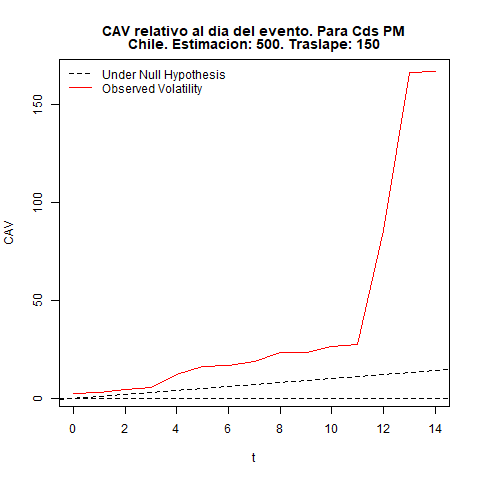 CAV relativo al dia del evento. Para Cds PM
Chile. Estimacion: 500. Traslape: 150
Under Null Hypothesis
Observed Volatility
150
100
50
0
CAV
0 2 4 6 8 10 12 14
t